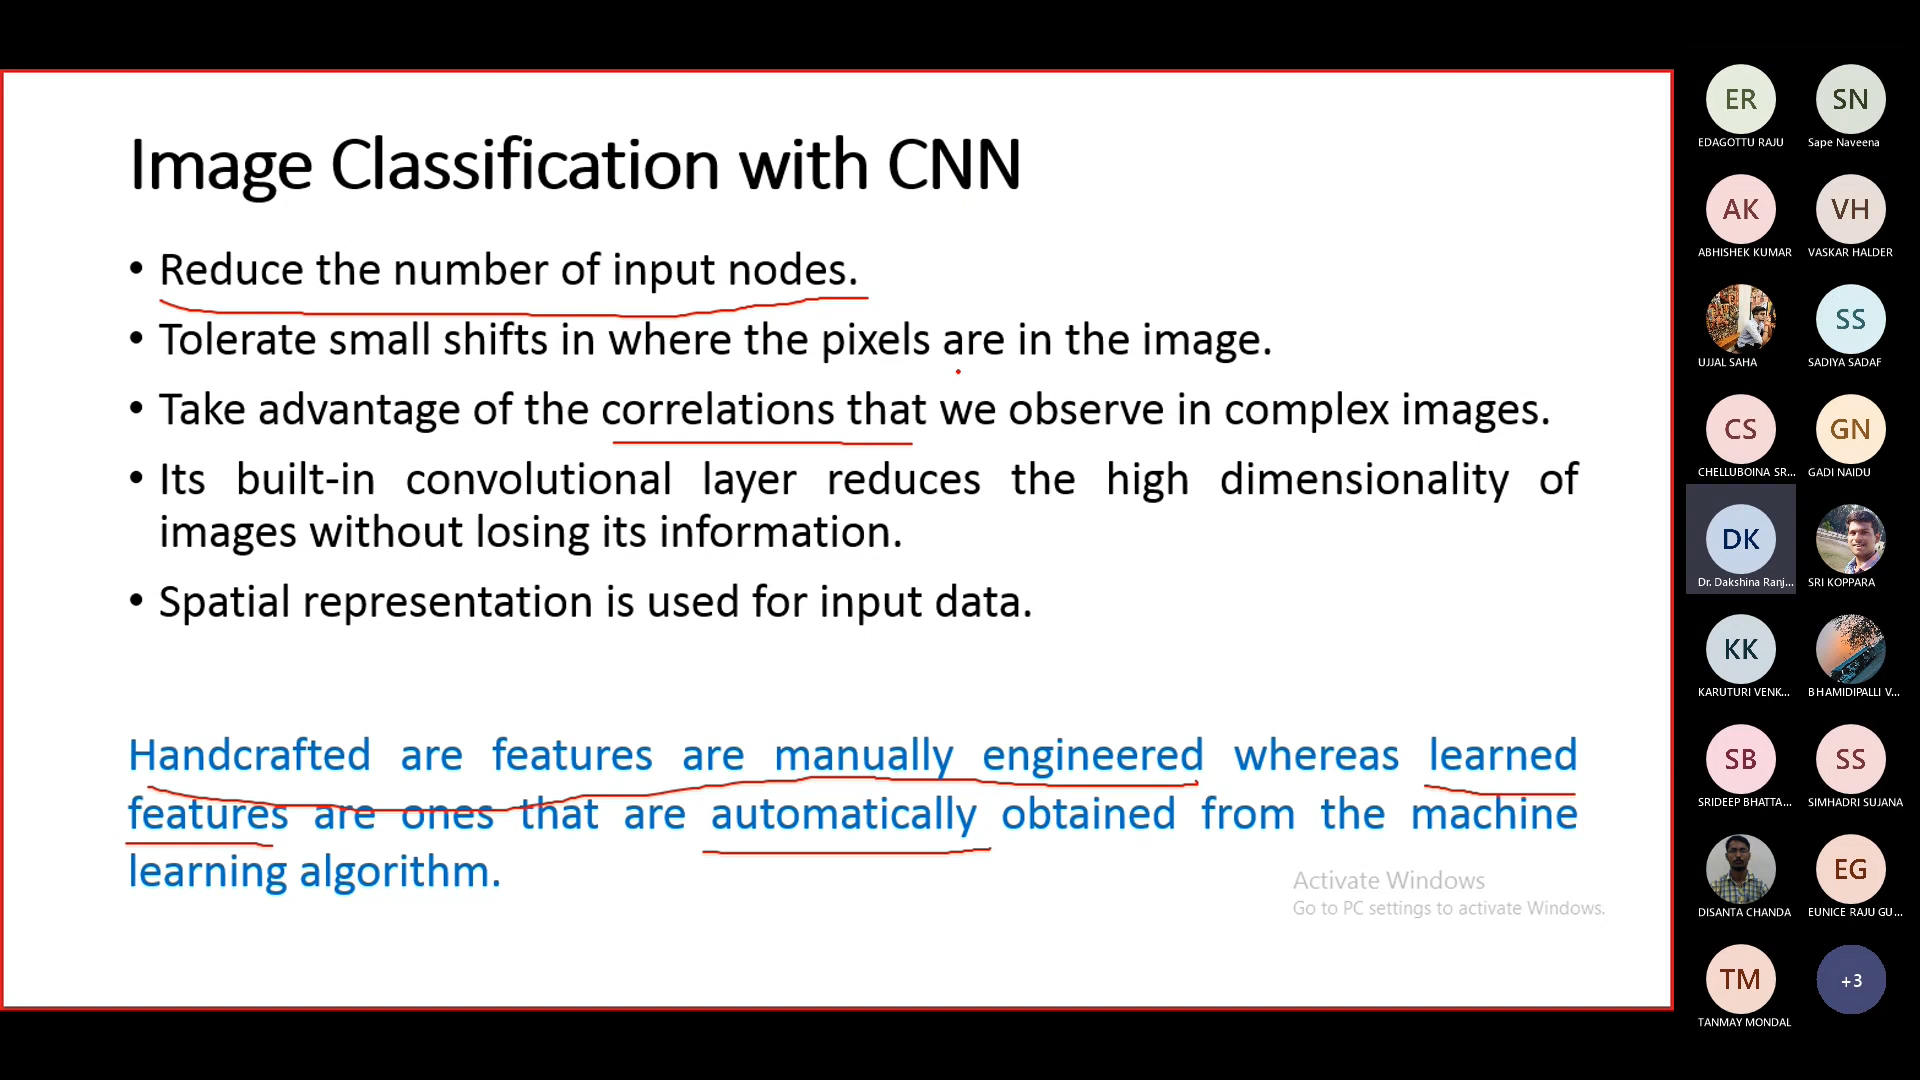 Image Classification with CNN
• Reduce the number of input nodes.
• Tolerate small shifts in where the pixels are in the image.
• Take advantage of the correlations that we observe in complex images.
• Its built-in convolutional layer reduces the high dimensionality of
images without losing its information.
• Spatial representation is used for input data.
Handcrafted are features are manually engineered whereas learned
features are ones that are automatically obtained from the machine
learning algorithm.
Activate Windows
Go to PC settings to activate Windows.
ER SN
EDAGOTTU RAJU Sape Naveena
AK VH
ABHISHEK KUMAR VASKAR HALDER
SS
UJJAL SAHA SADIYA SADAF
CS GN
CHELLUBOINA SR... GADI NAIDU
DK
Dr. Dakshina Ranj... SRI KOPPARA
KK
KARUTURI VENK... BHAMIDIPALLI V...
SB SS
SRIDEEP BHATTA... SIMHADRI SUJANA
EG
DISANTA CHANDA EUNICE RAJU GU...
TM +3
TANMAY MONDAL